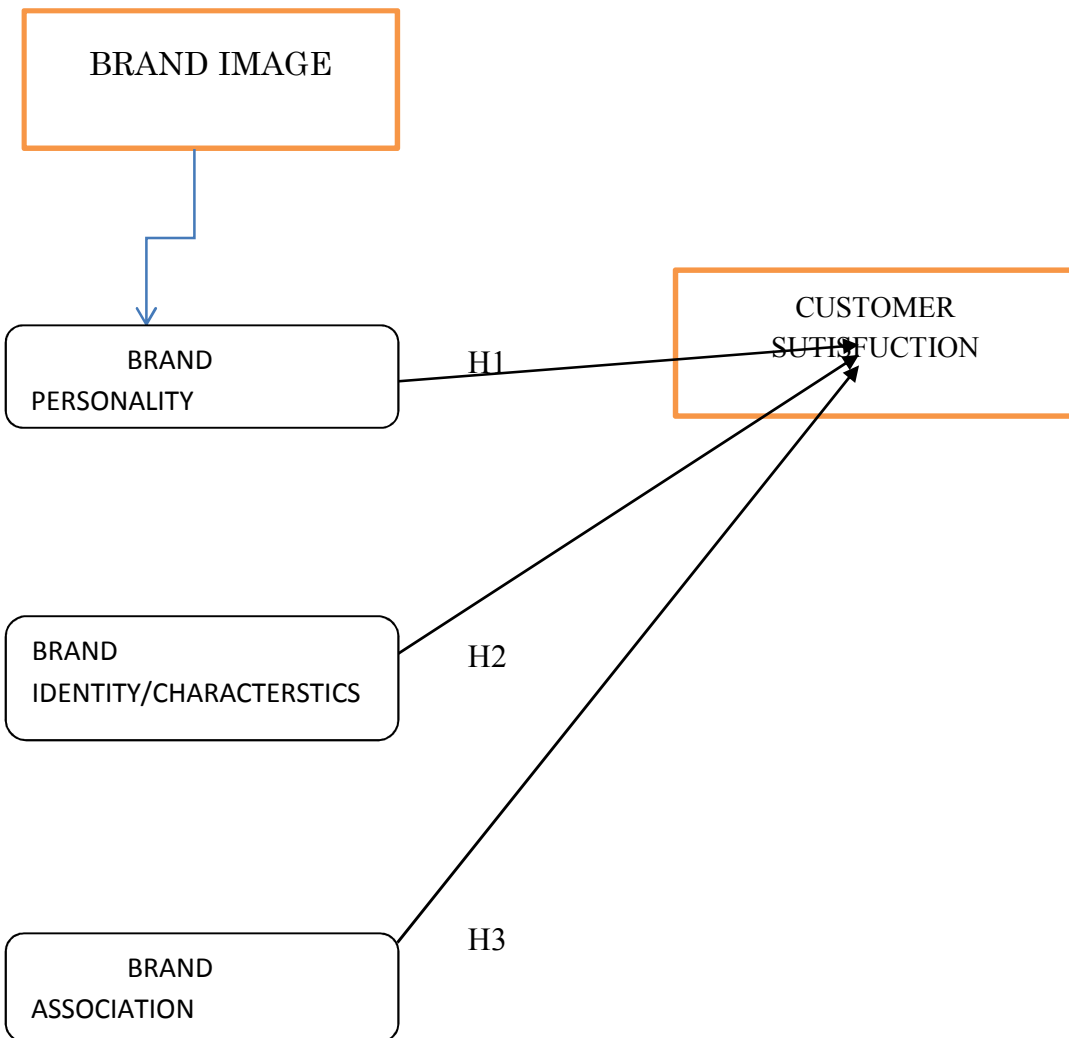 BRAND IMAGE
CUSTOMER
SUTISFUCTION
BRAND
PERSONALITY
H1
BRAND
IDENTITY/CHARACTERSTICS
H2
BRAND
ASSOCIATION
H3